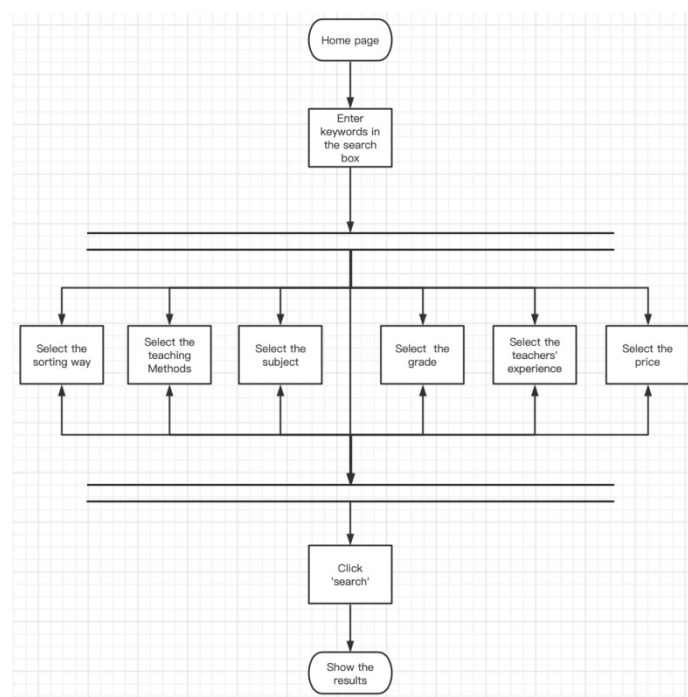 Home page
Enter
keywords in
the search
box
Select the
sorting way
Select the
teaching
Methods
Select the
subject
Select the
grade
Select the
teachers'
experience
Select the
price
Click
'search'
Show the
results